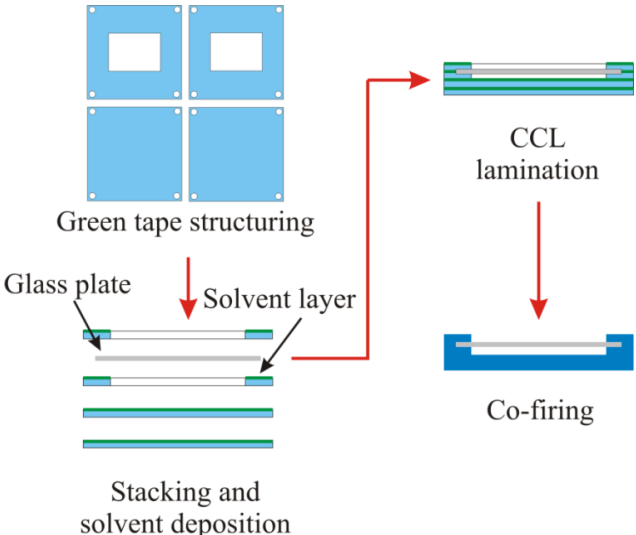 Green tape structuring
Glass plate
Solvent layer
Stacking and
solvent deposition
CCL
lamination
Co-firing